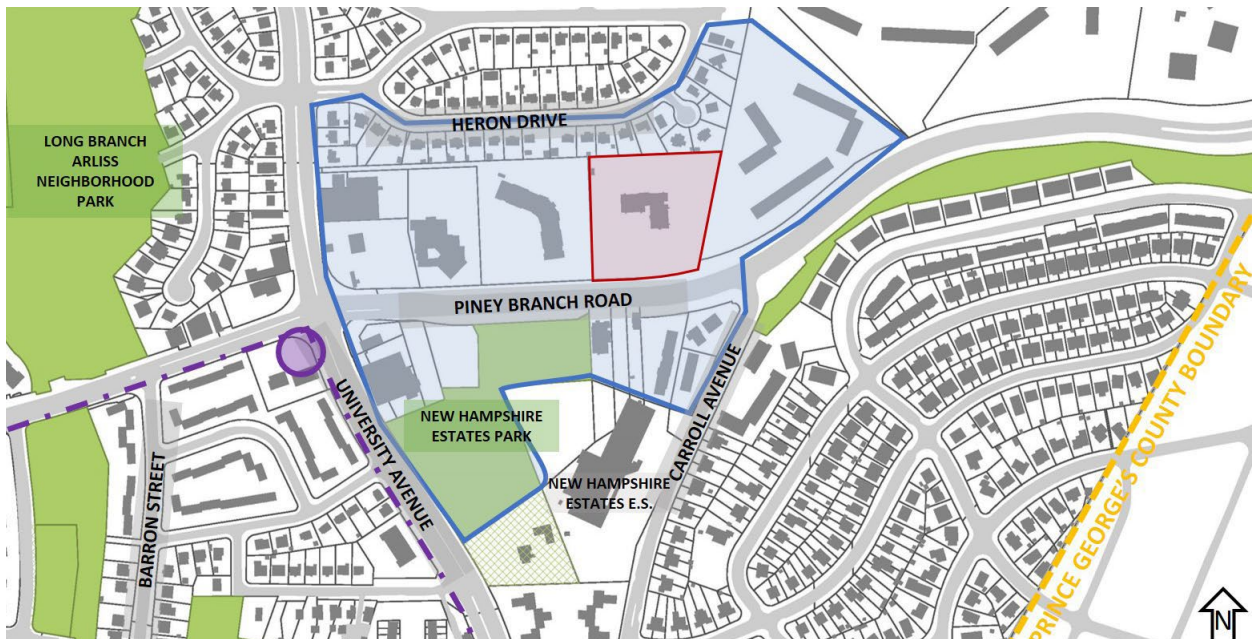 HERON DRIVE
LONG BRANCH
ARLISS
NEIGHBORHOOD
PARK
PINEY BRANCH ROAD
UNIVERSITY AVENUE
NEW HAMPSHIRE
ESTATES PARK
CARROLL AVENUE
NEW HAMPSHIRE
ESTATES E.S.
BARRON STREET
PRINCE GEORGE'S COUNTY BOUNDARY
N